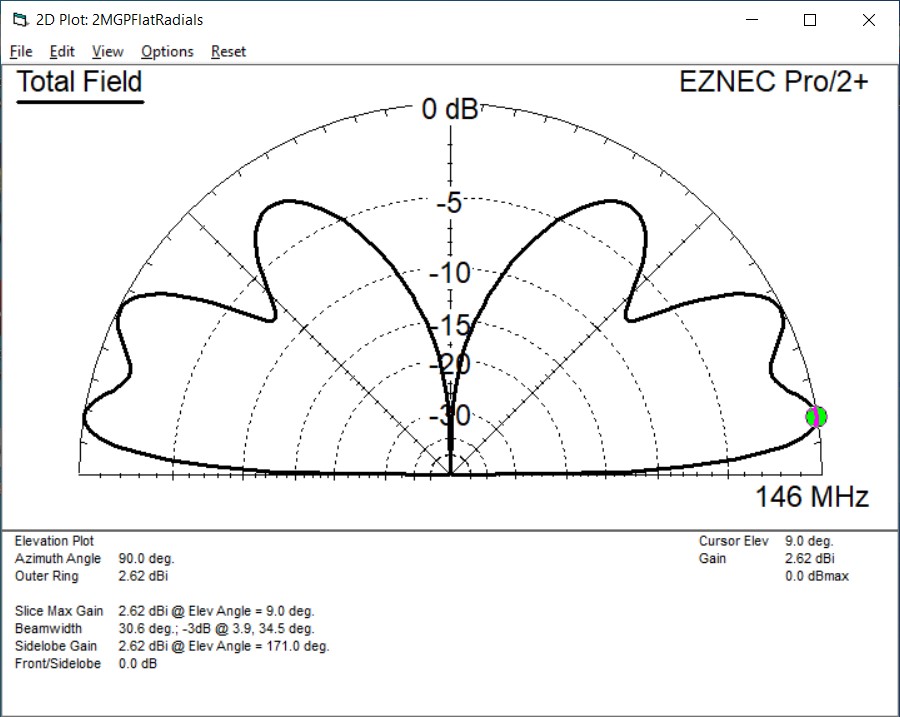 2D Plot: 2MGPFlatRadials
File Edit View Options Reset
Total Field EZNEC Pro/2+
0 dB
-5
-10
-15
-20
-30
146 MHz
Elevation Plot Cursor Elev 9.0 deg.
Azimuth Angle 90.0 deg. Gain 2.62 dBi
Outer Ring 2.62 dBi 0.0 dBmax
Slice Max Gain 2.62 dBi @ Elev Angle = 9.0 deg.
Beamwidth 30.6 deg.; -3dB @ 3.9, 34.5 deg.
Sidelobe Gain 2.62 dBi @ Elev Angle = 171.0 deg.
Front/Sidelobe 0.0 dB